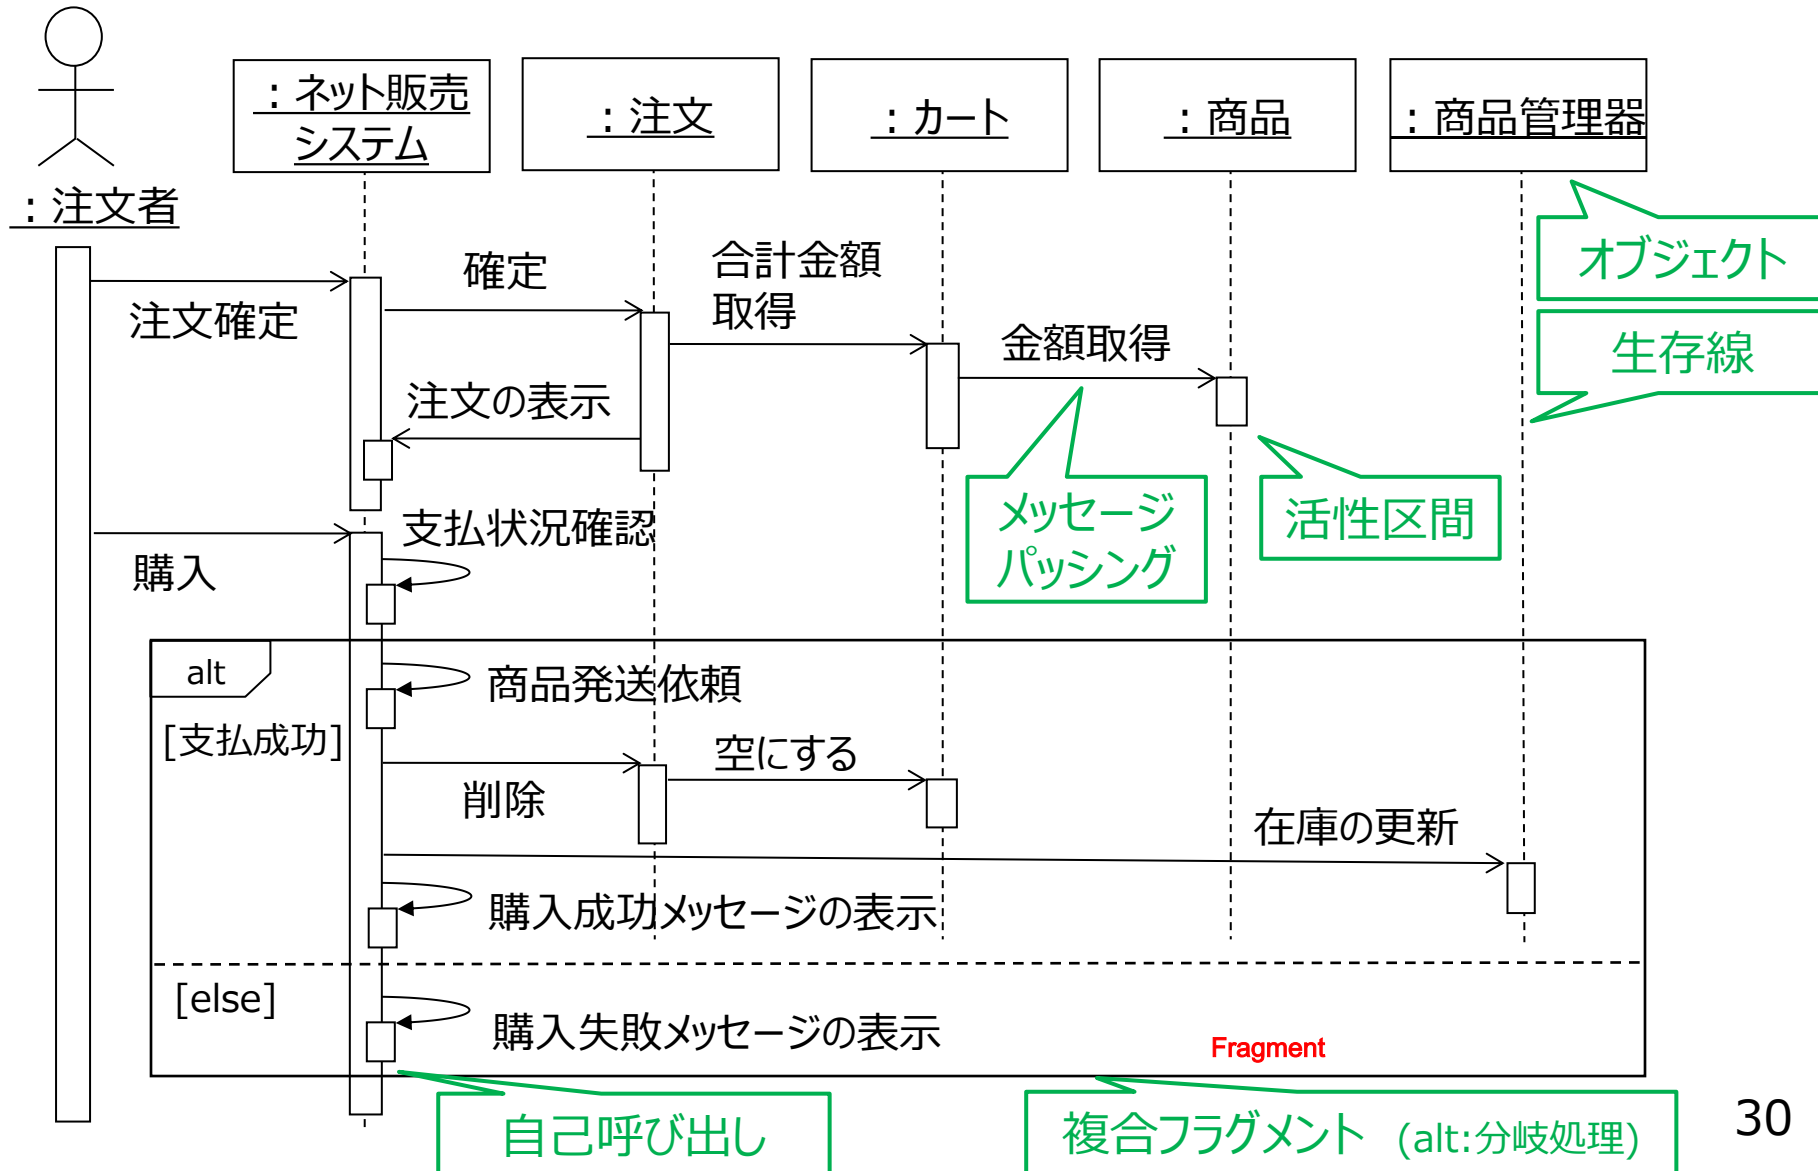 ：ネット販売
システム
：注文
：カート
：商品
：商品管理器
：注文者
オブジェクト
生存線
注文確定
確定
合計金額
取得
金額取得
注文の表示
メッセージ
パッシング
活性区間
購入
支払状況確認
alt
[支払成功]
商品発送依頼
削除
空にする
在庫の更新
購入成功メッセージの表示
[else]
購入失敗メッセージの表示
Fragment
自己呼び出し
複合フラグメント (alt:分岐処理)
30